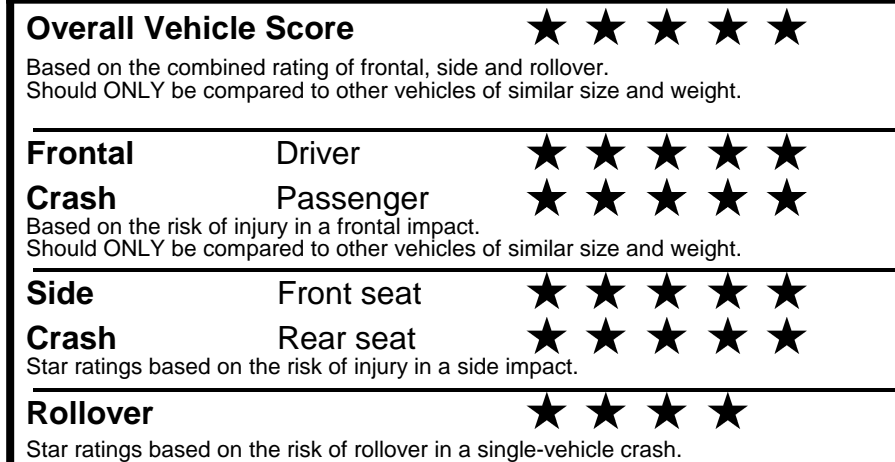 Overall Vehicle Score ★ ★ ★ ★ ★
Based on the combined rating of frontal, side and rollover.
Should ONLY be compared to other vehicles of similar size and weight.
Frontal Driver ★ ★ ★ ★ ★
Crash Passenger ★ ★ ★ ★ ★
Based on the risk of injury in a frontal impact.
Should ONLY be compared to other vehicles of similar size and weight.
Side Front seat ★ ★ ★ ★ ★
Crash Rear seat ★ ★ ★ ★ ★
Star ratings based on the risk of injury in a side impact.
Rollover ★ ★ ★ ★
Star ratings based on the risk of rollover in a single-vehicle crash.